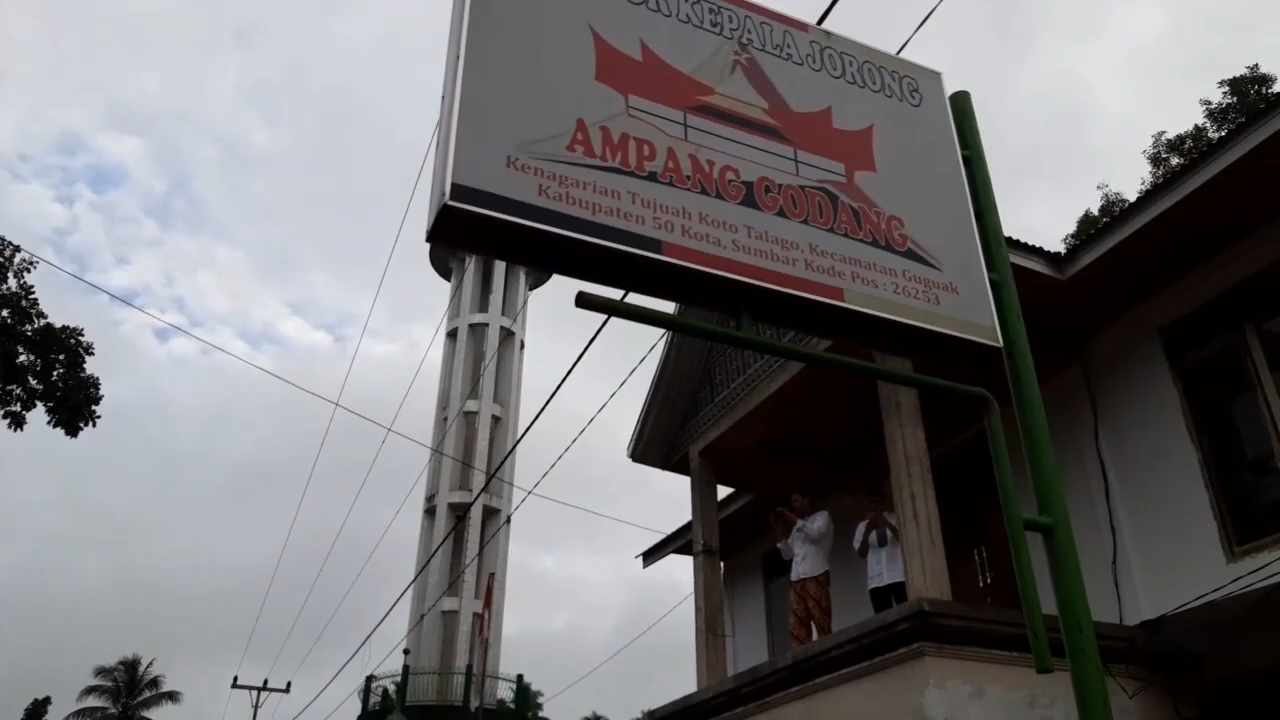 KEPALA JORONG
AMPANG GODANG
Kenagarian Tujuah Koto Talago, Kecamatan Guguak
Kabupaten 50 Kota, Sumbar Kode Pos : 26253